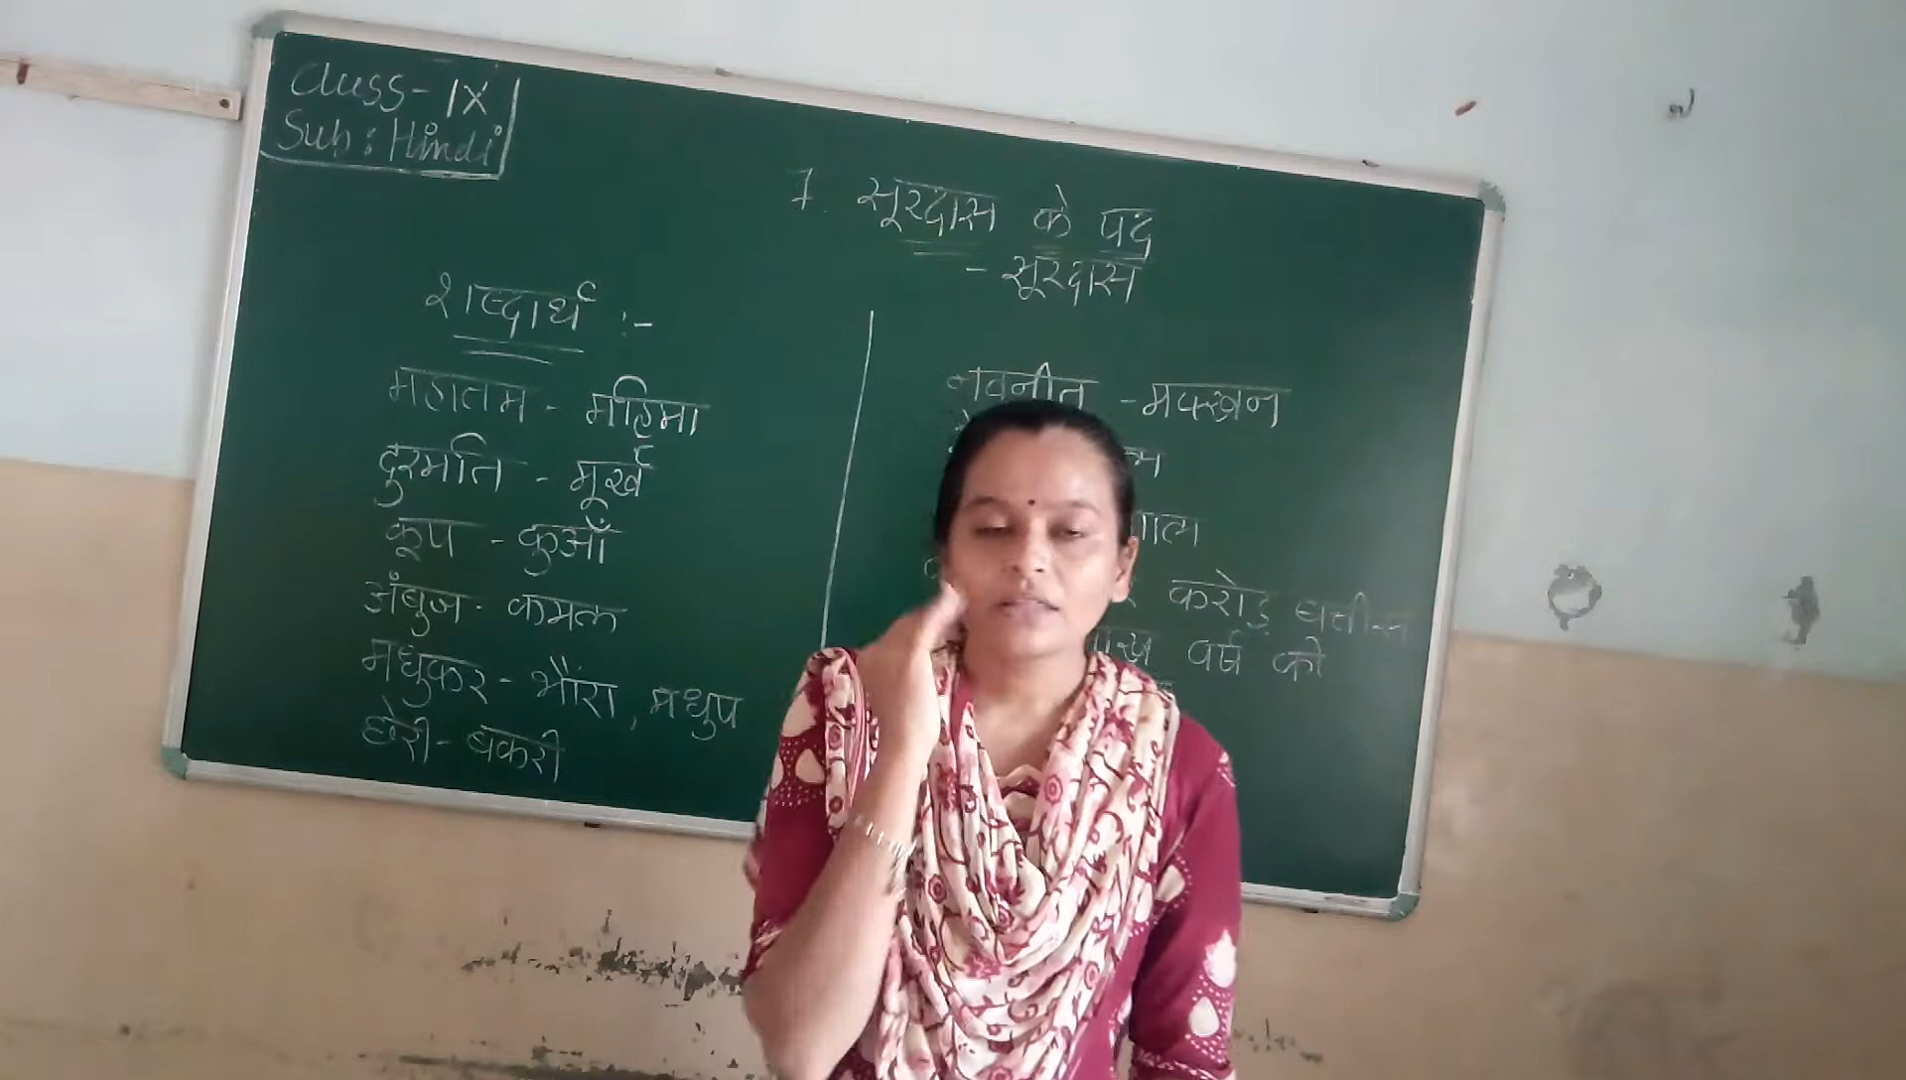 Class- IX
Sub : Hindi
7. सूरदास के पद
- सूरदास
शब्दार्थ :-
महातम - महिमा
दुरमति - मूर्ख
कूप - कुआँ
अंबुज - कमल
मधुकर - भौंरा, मधुप
छेरी - बकरी
नवनीत - मक्खन
करोड़ बत्तीस
वर्ष को